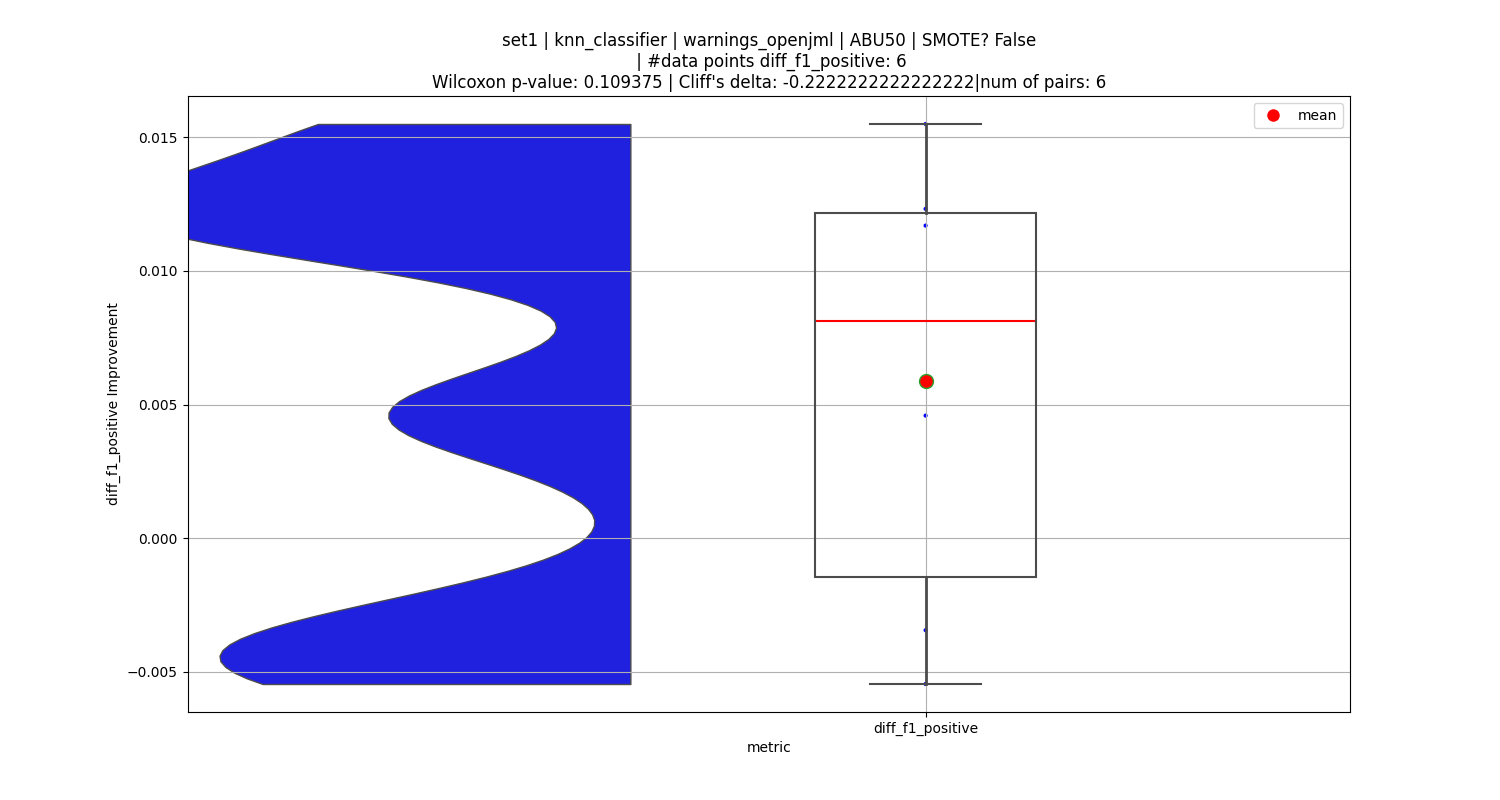 set1 | knn_classifier | warnings_openjml | ABU50 | SMOTE? False
| #data points diff_f1_positive: 6
Wilcoxon p-value: 0.109375 | Cliff's delta: -0.2222222222222222|num of pairs: 6
mean
0.015
0.010
0.005
0.000
−0.005
diff_f1_positive Improvement
diff_f1_positive
metric